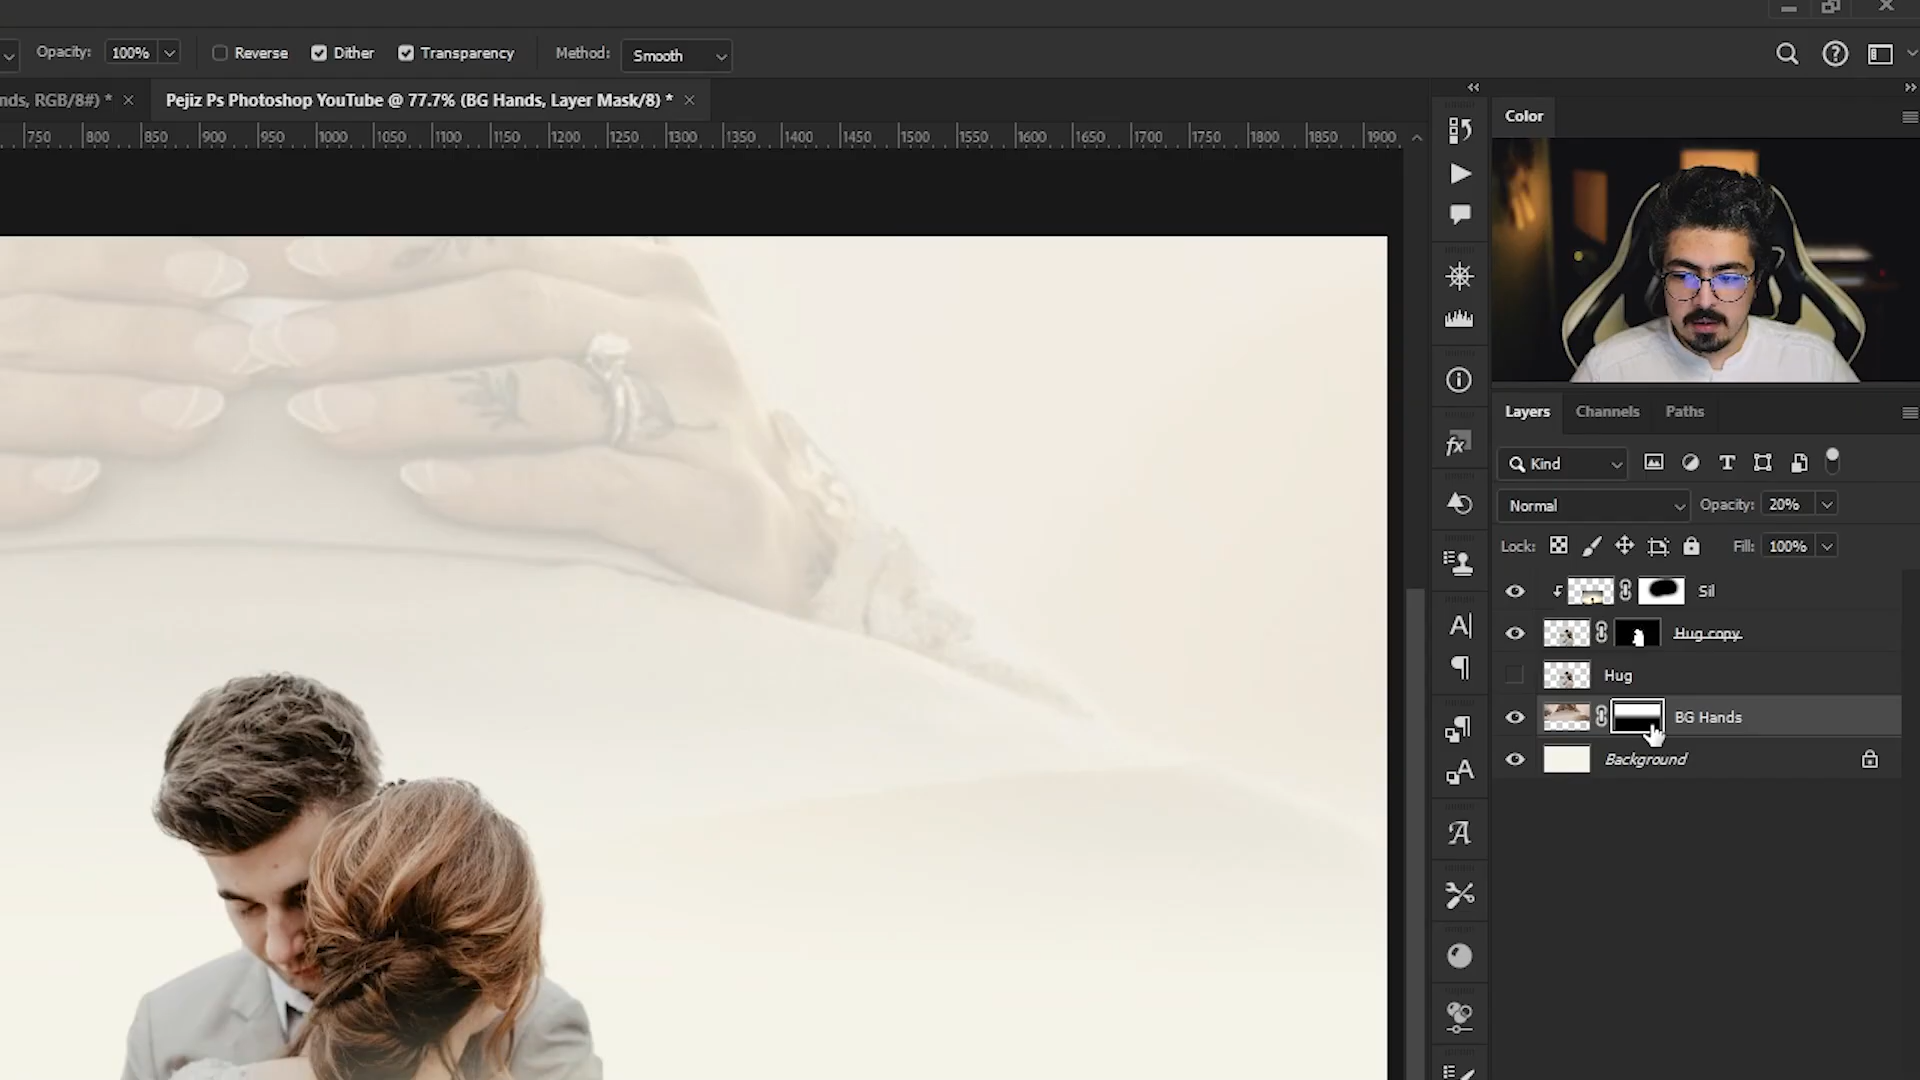 Opacity: 100% Reverse Dither Transparency Method: Smooth
nds, RGB/8#) * × Pejiz Ps Photoshop YouTube @ 77.7% (BG Hands, Layer Mask/8) * ×
750 800 850 900 950 1000 1050 1100 1150 1200 1250 1300 1350 1400 1450 1500 1550 1600 1650 1700 1750 1800 1850 1900
Color
Layers Channels Paths
Kind
Normal Opacity: 20%
Lock: Fill: 100%
Sil
Hug copy
Hug
BG Hands
Background